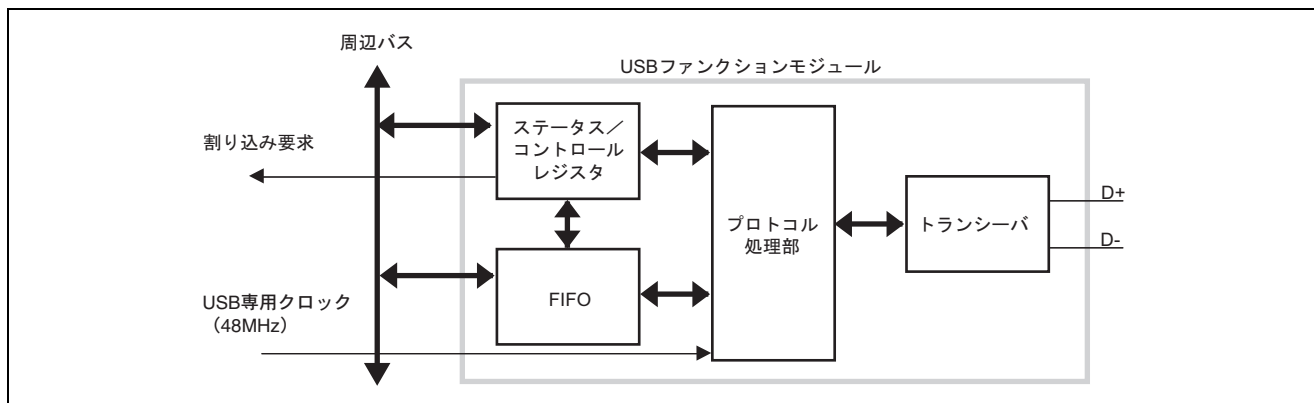 周辺バス
USBファンクションモジュール
ステータス／
コントロール
レジスタ
割り込み要求
プロトコル
処理部
トランシーバ
D+
D-
FIFO
USB専用クロック
（48MHz）